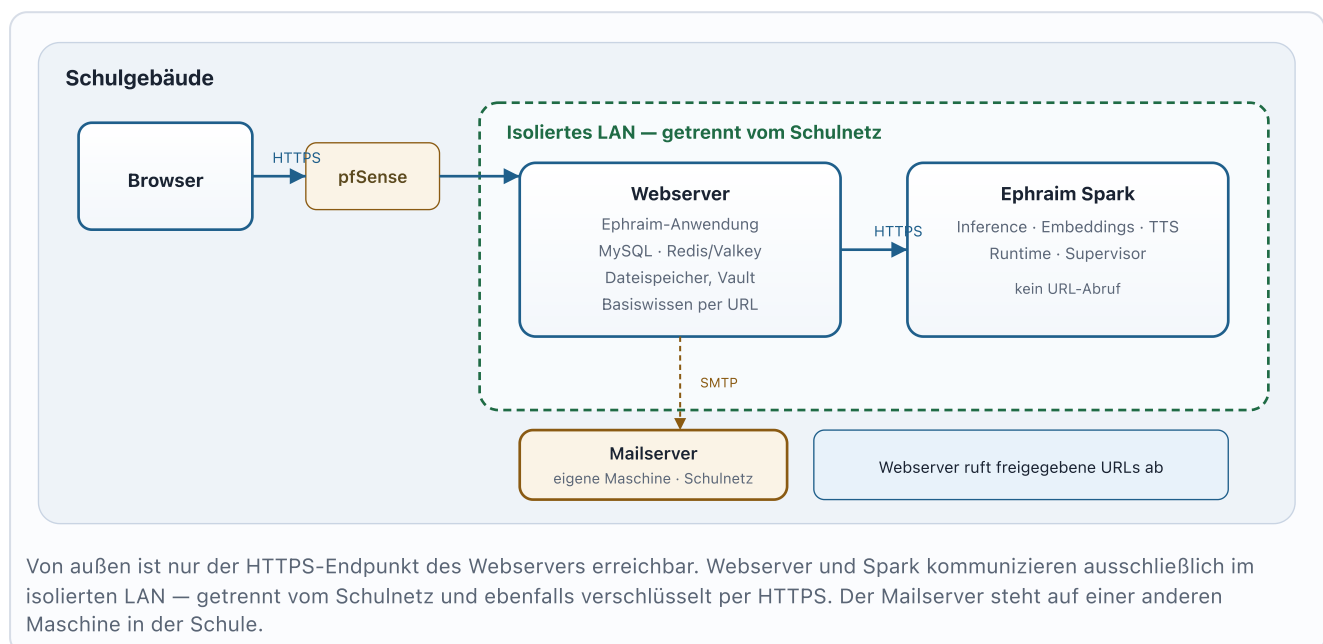 Schulgebäude
Isoliertes LAN — getrennt vom Schulnetz
Browser
HTTPS
pfSense
Webserver
Ephraim-Anwendung
MySQL · Redis/Valkey
Dateispeicher, Vault
Basiswissen per URL
HTTPS
Ephraim Spark
Inference · Embeddings · TTS
Runtime · Supervisor
kein URL-Abruf
SMTP
Mailserver
eigene Maschine · Schulnetz
Webserver ruft freigegebene URLs ab
Von außen ist nur der HTTPS-Endpunkt des Webservers erreichbar. Webserver und Spark kommunizieren ausschließlich im
isolierten LAN — getrennt vom Schulnetz und ebenfalls verschlüsselt per HTTPS. Der Mailserver steht auf einer anderen
Maschine in der Schule.